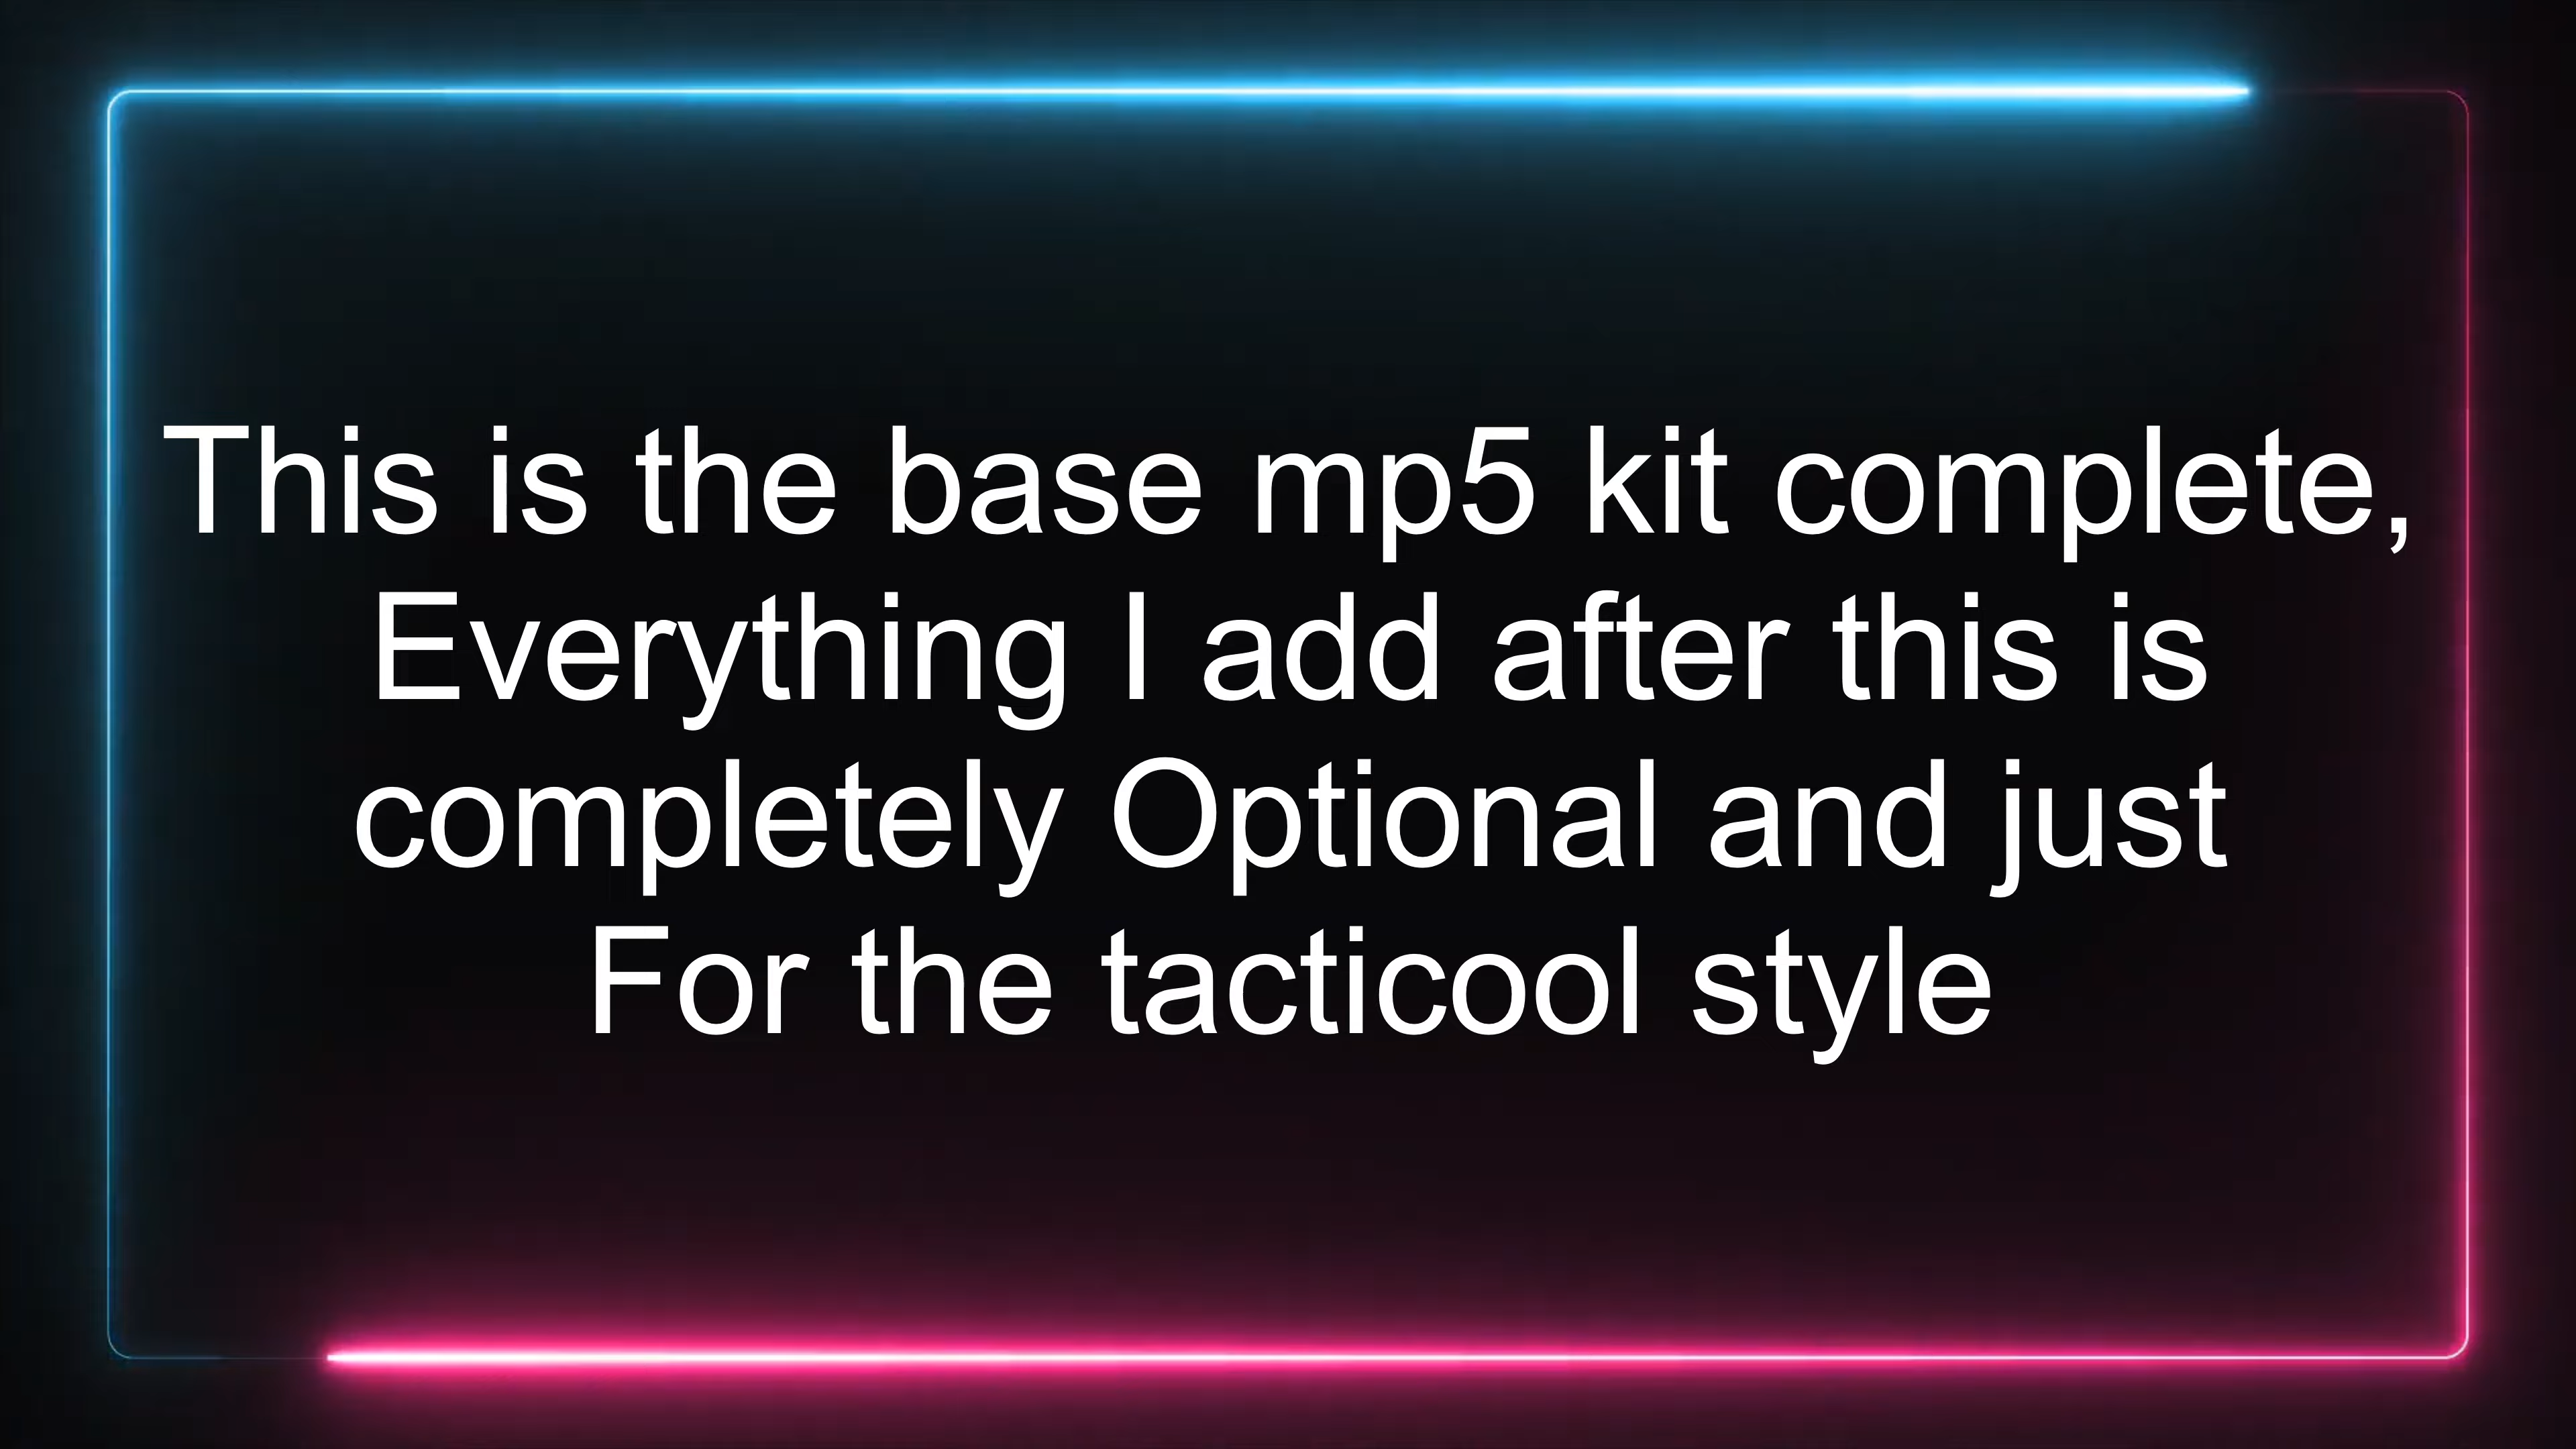 This is the base mp5 kit complete,
Everything I add after this is
completely Optional and just
For the tacticool style